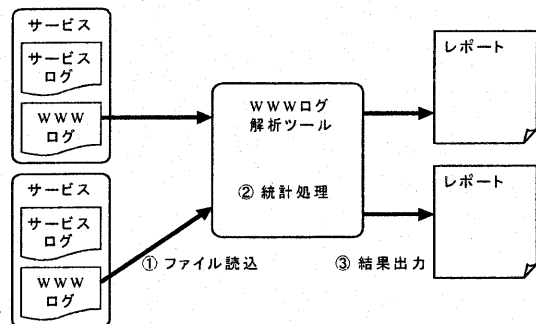 サービス
サービス
ログ
WWW
ログ
サービス
サービス
ログ
WWW
ログ
WWWログ
解析ツール
② 統計処理
① ファイル読込
③ 結果出力
レポート
レポート